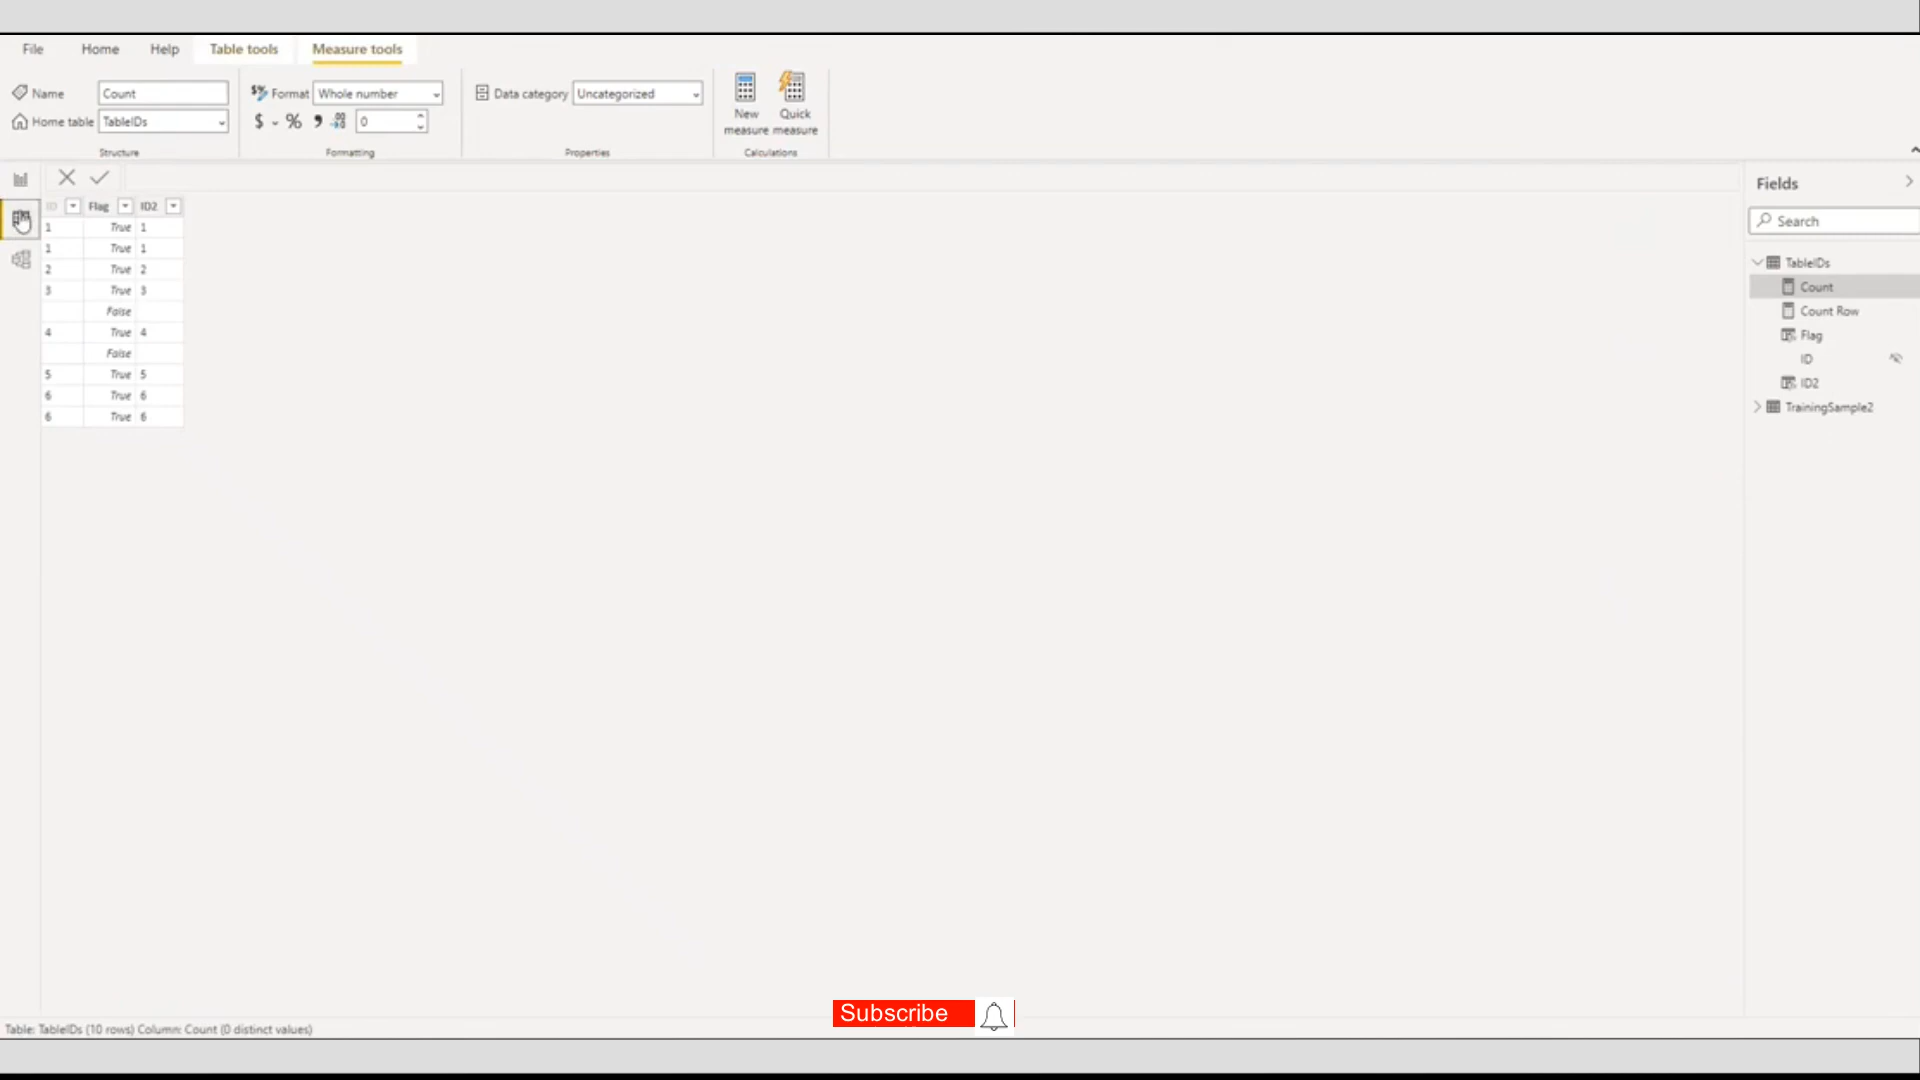 File Home Help Table tools Measure tools
Name Count Format Whole number Data category Uncategorized New measure Quick measure
Home table TableIDs $ % 0
Structure Formatting Properties Calculations
Fields
Search
ID Flag ID2
1 True 1
1 True 1
2 True 2
3 True 3
False
4 True 4
False
5 True 5
6 True 6
6 True 6
TableIDs
Count
Count Row
Flag
ID
ID2
TrainingSample2
Subscribe
Table: TableIDs (10 rows) Column: Count (0 distinct values)